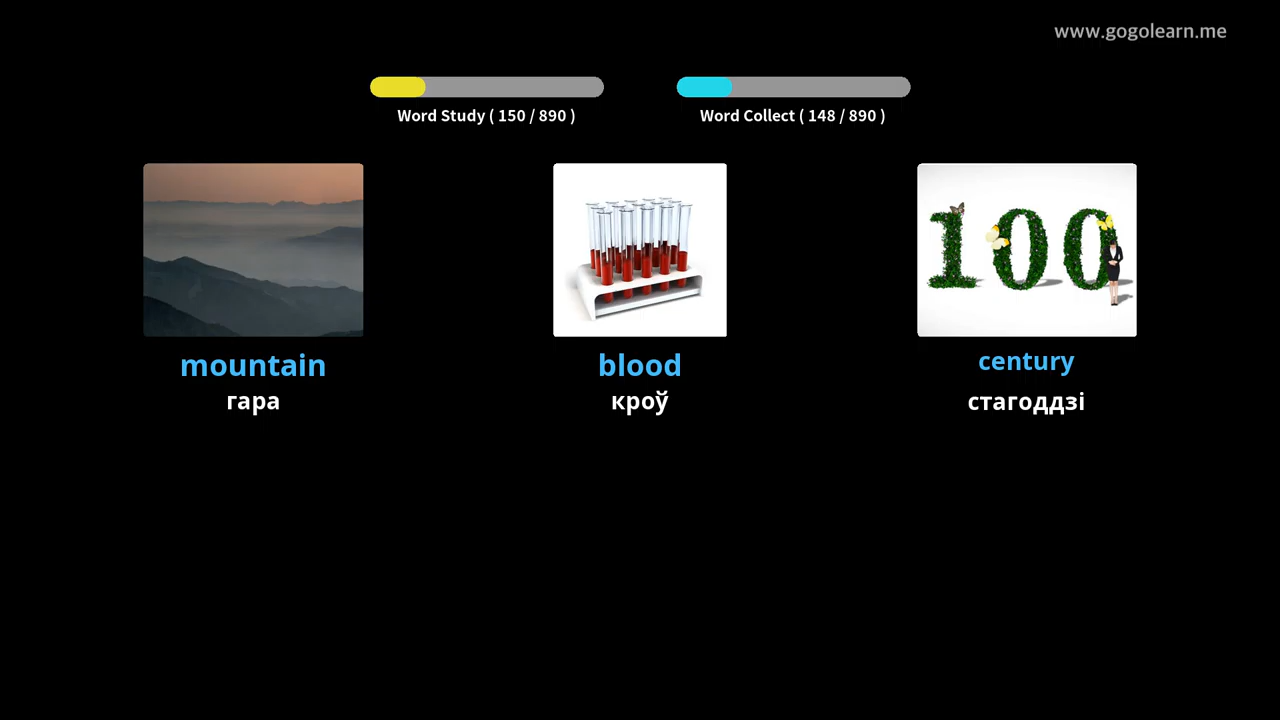 www.gogolearn.me
Word Study ( 150 / 890 )
Word Collect ( 148 / 890 )
100
mountain
blood
century
гара
кроў
стагоддзі